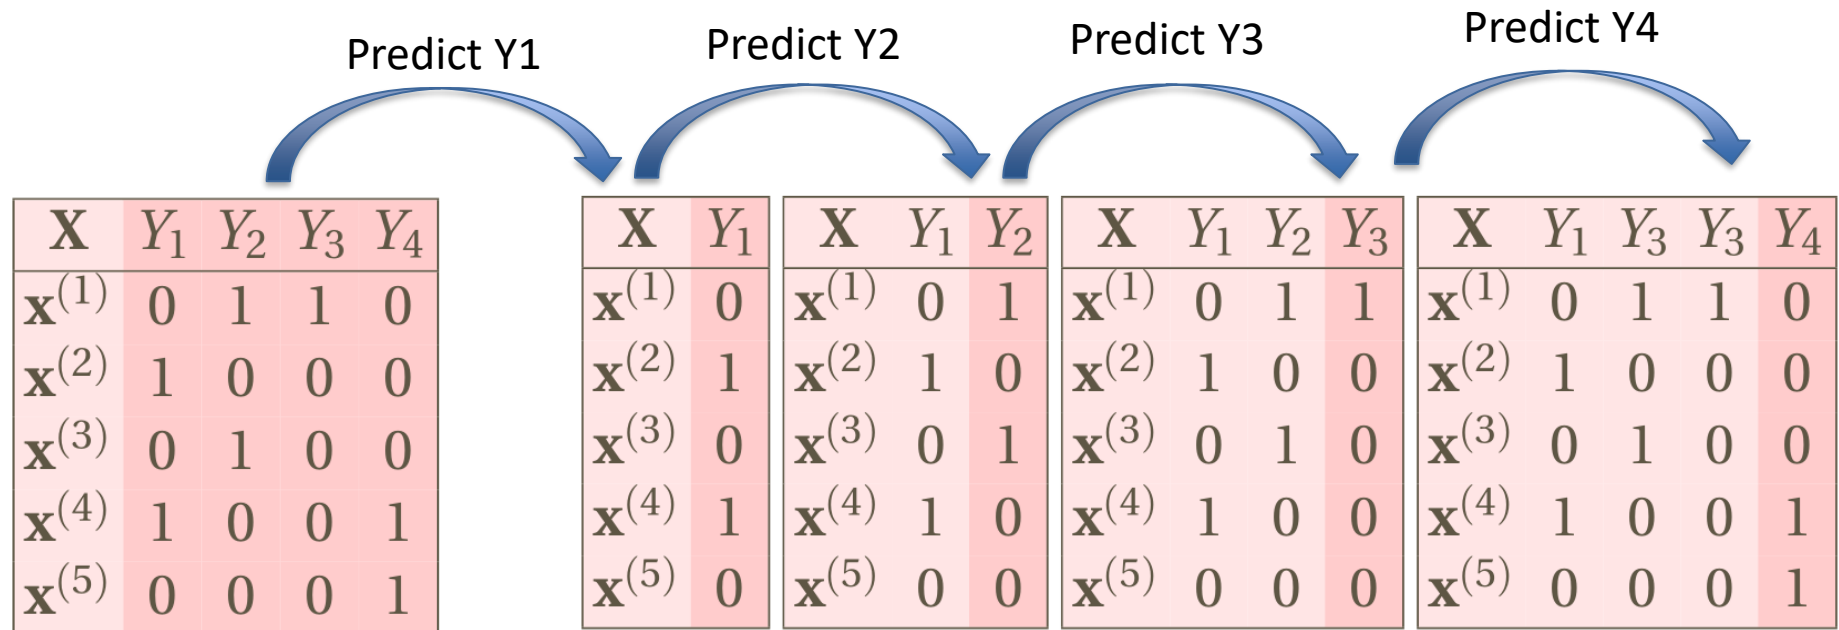 Predict Y1 Predict Y2 Predict Y3 Predict Y4
X Y1 Y2 Y3 Y4 X Y1 X Y1 Y2 X Y1 Y2 Y3 X Y1 Y3 Y3 Y4
x(1) 0 1 1 0 x(1) 0 x(1) 0 1 x(1) 0 1 1 x(1) 0 1 1 0
x(2) 1 0 0 0 x(2) 1 x(2) 1 0 x(2) 1 0 0 x(2) 1 0 0 0
x(3) 0 1 0 0 x(3) 0 x(3) 0 1 x(3) 0 1 0 x(3) 0 1 0 0
x(4) 1 0 0 1 x(4) 1 x(4) 1 0 x(4) 1 0 0 x(4) 1 0 0 1
x(5) 0 0 0 1 x(5) 0 x(5) 0 0 x(5) 0 0 0 x(5) 0 0 0 1